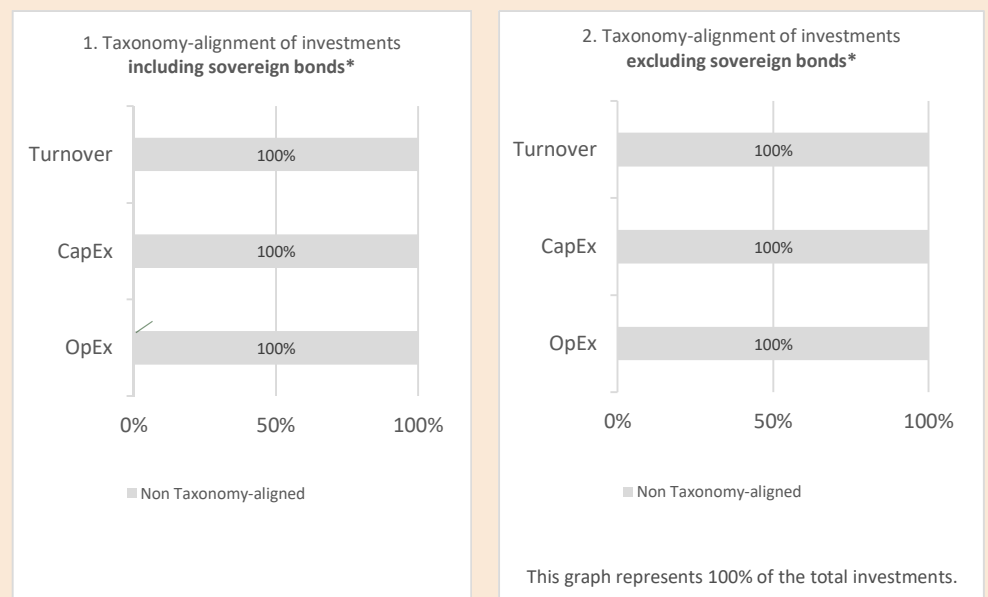 1. Taxonomy-alignment of investments
including sovereign bonds*
Turnover
100%
CapEx
100%
OpEx
100%
0%
50%
100%
Non Taxonomy-aligned
2. Taxonomy-alignment of investments
excluding sovereign bonds*
Turnover
100%
CapEx
100%
OpEx
100%
0%
50%
100%
Non Taxonomy-aligned
This graph represents 100% of the total investments.